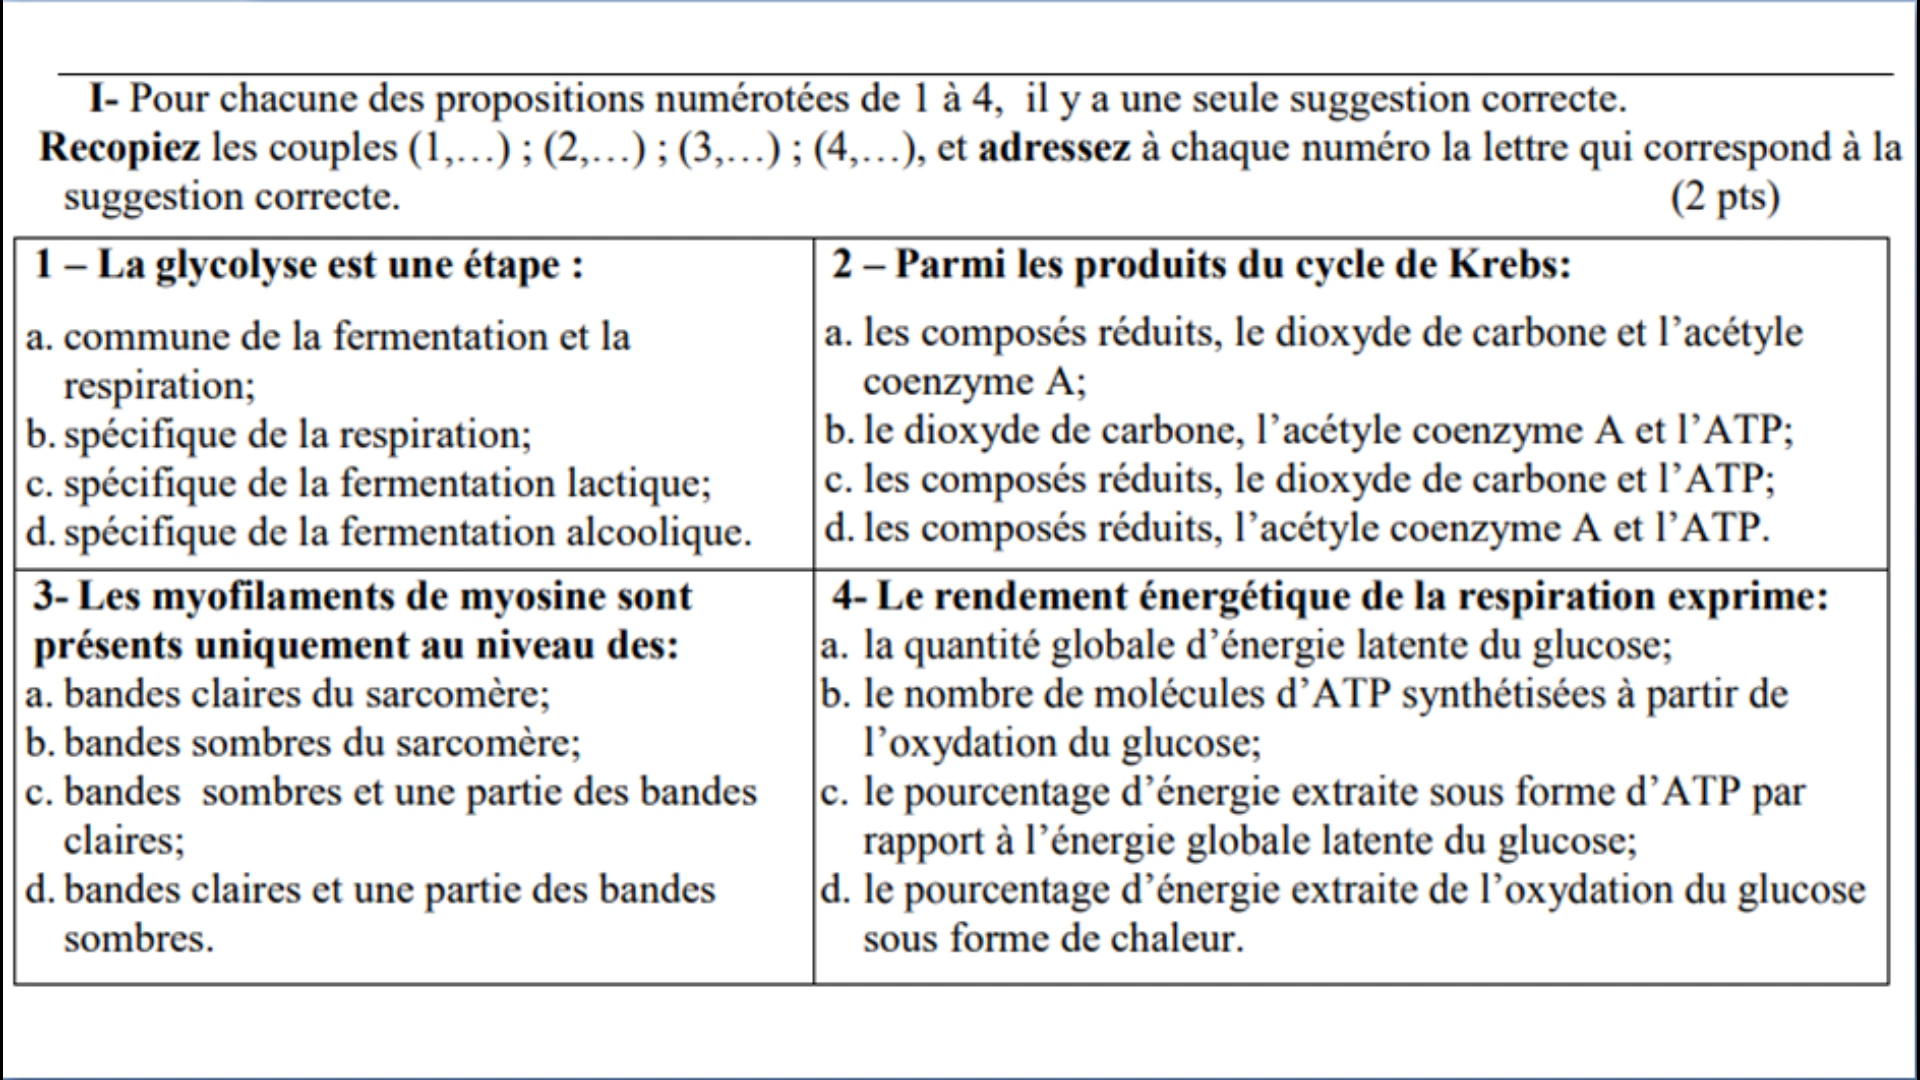 I- Pour chacune des propositions numérotées de 1 à 4, il y a une seule suggestion correcte.
Recopiez les couples (1,…) ; (2,…) ; (3,…) ; (4,…), et adressez à chaque numéro la lettre qui correspond à la
suggestion correcte. (2 pts)
1 – La glycolyse est une étape :
a. commune de la fermentation et la
respiration;
b. spécifique de la respiration;
c. spécifique de la fermentation lactique;
d. spécifique de la fermentation alcoolique.
2 – Parmi les produits du cycle de Krebs:
a. les composés réduits, le dioxyde de carbone et l’acétyle
coenzyme A;
b. le dioxyde de carbone, l’acétyle coenzyme A et l’ATP;
c. les composés réduits, le dioxyde de carbone et l’ATP;
d. les composés réduits, l’acétyle coenzyme A et l’ATP.
3- Les myofilaments de myosine sont
présents uniquement au niveau des:
a. bandes claires du sarcomère;
b. bandes sombres du sarcomère;
c. bandes sombres et une partie des bandes
claires;
d. bandes claires et une partie des bandes
sombres.
4- Le rendement énergétique de la respiration exprime:
a. la quantité globale d’énergie latente du glucose;
b. le nombre de molécules d’ATP synthétisées à partir de
l’oxydation du glucose;
c. le pourcentage d’énergie extraite sous forme d’ATP par
rapport à l’énergie globale latente du glucose;
d. le pourcentage d’énergie extraite de l’oxydation du glucose
sous forme de chaleur.